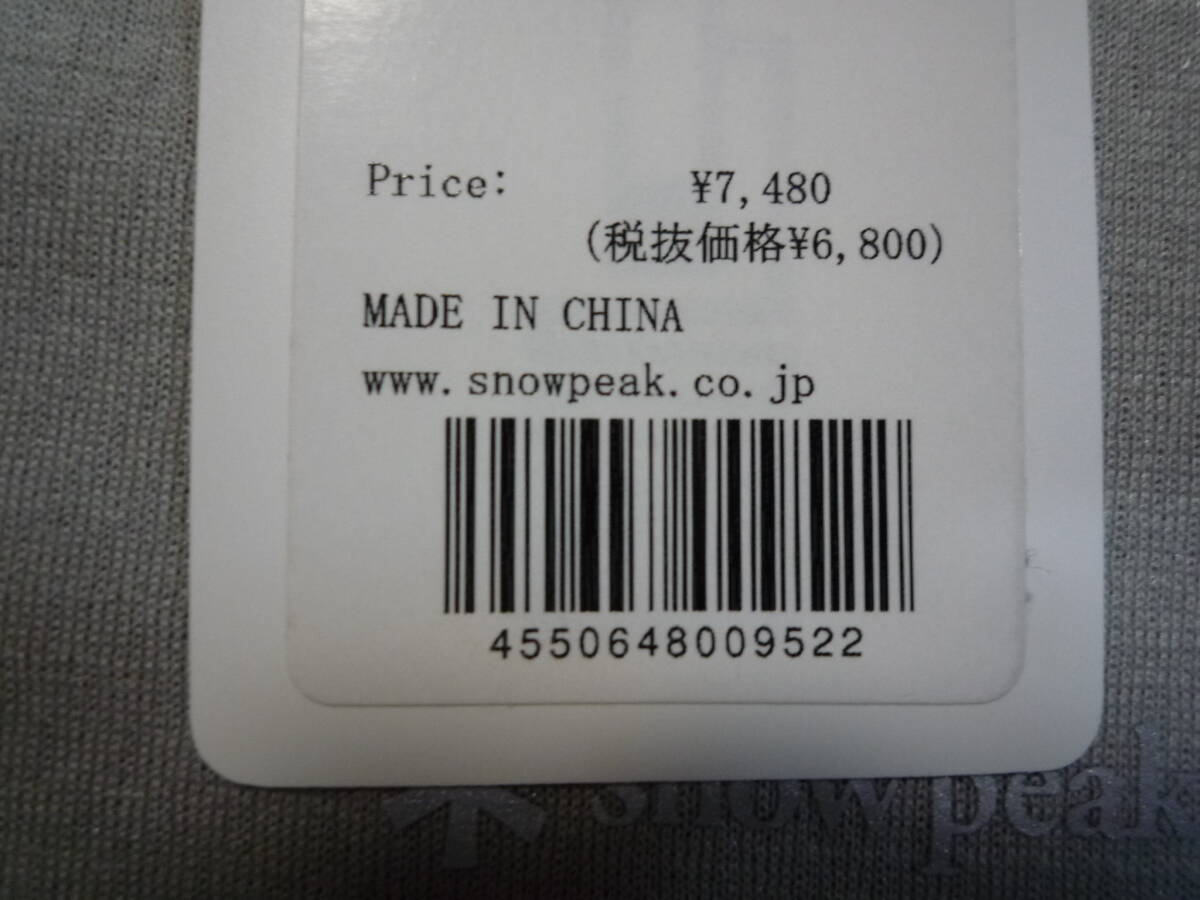 Price: ¥7,480
(税抜価格¥6,800)
MADE IN CHINA
www.snowpeak.co.jp
4550648009522
snow peak